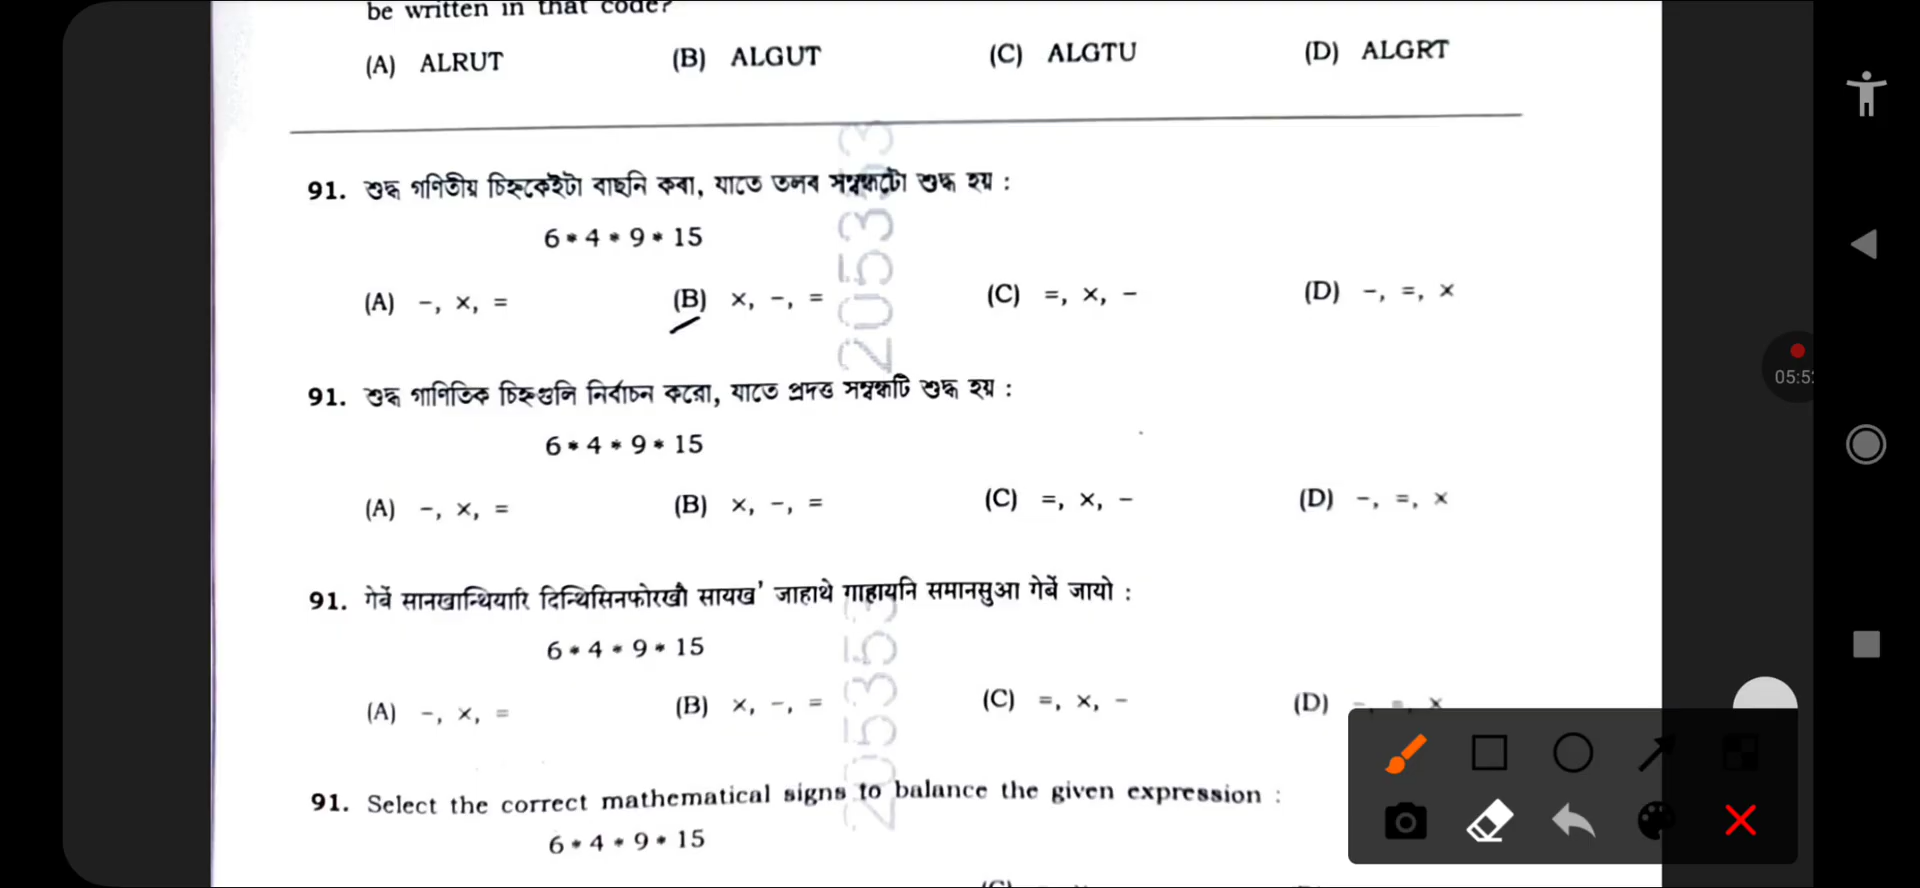 be written in that code?
(A) ALRUT (B) ALGUT (C) ALGTU (D) ALGRT
91. শুদ্ধ গণিতীয় চিহ্নকেইটা বাছনি কৰা, যাতে তলৰ সম্বন্ধটো শুদ্ধ হয় :
6 * 4 * 9 * 15
(A) −, ×, = (B) ×, −, = (C) =, ×, − (D) −, =, ×
91. শুদ্ধ গাণিতিক চিহ্নগুলি নির্বাচন করো, যাতে প্রদত্ত সম্বন্ধটি শুদ্ধ হয় :
6 * 4 * 9 * 15
(A) −, ×, = (B) ×, −, = (C) =, ×, − (D) −, =, ×
91. गेबें सानखान्थियारि दिन्थिसिनफोरखौ सायख' जाहाथे गाहायनि समानसुआ गेबें जायो :
6 * 4 * 9 * 15
(A) −, ×, = (B) ×, −, = (C) =, ×, − (D) −, =, ×
91. Select the correct mathematical signs to balance the given expression :
6 * 4 * 9 * 15
205353
05:5